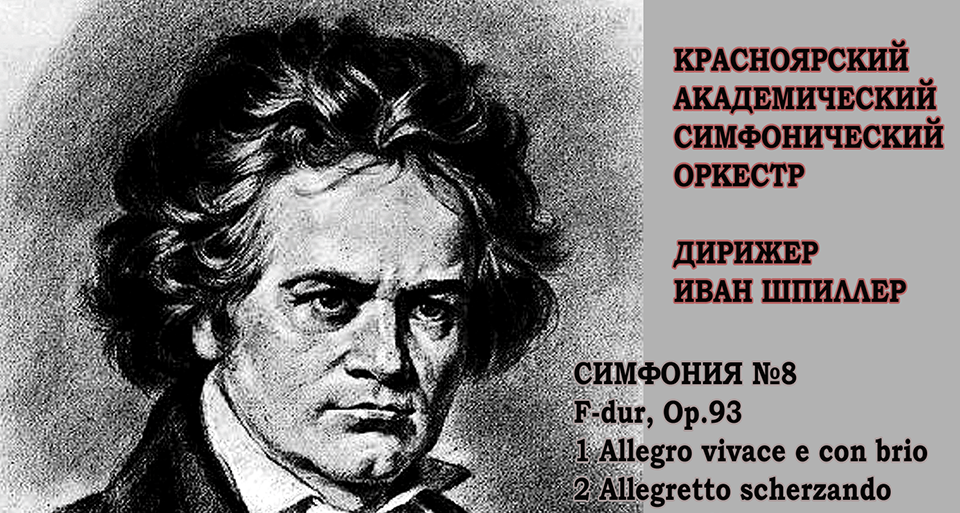 КРАСНОЯРСКИЙ
АКАДЕМИЧЕСКИЙ
СИМФОНИЧЕСКИЙ
ОРКЕСТР
ДИРИЖЕР
ИВАН ШПИЛЛЕР
СИМФОНИЯ №8
F-dur, Op.93
1 Allegro vivace e con brio
2 Allegretto scherzando